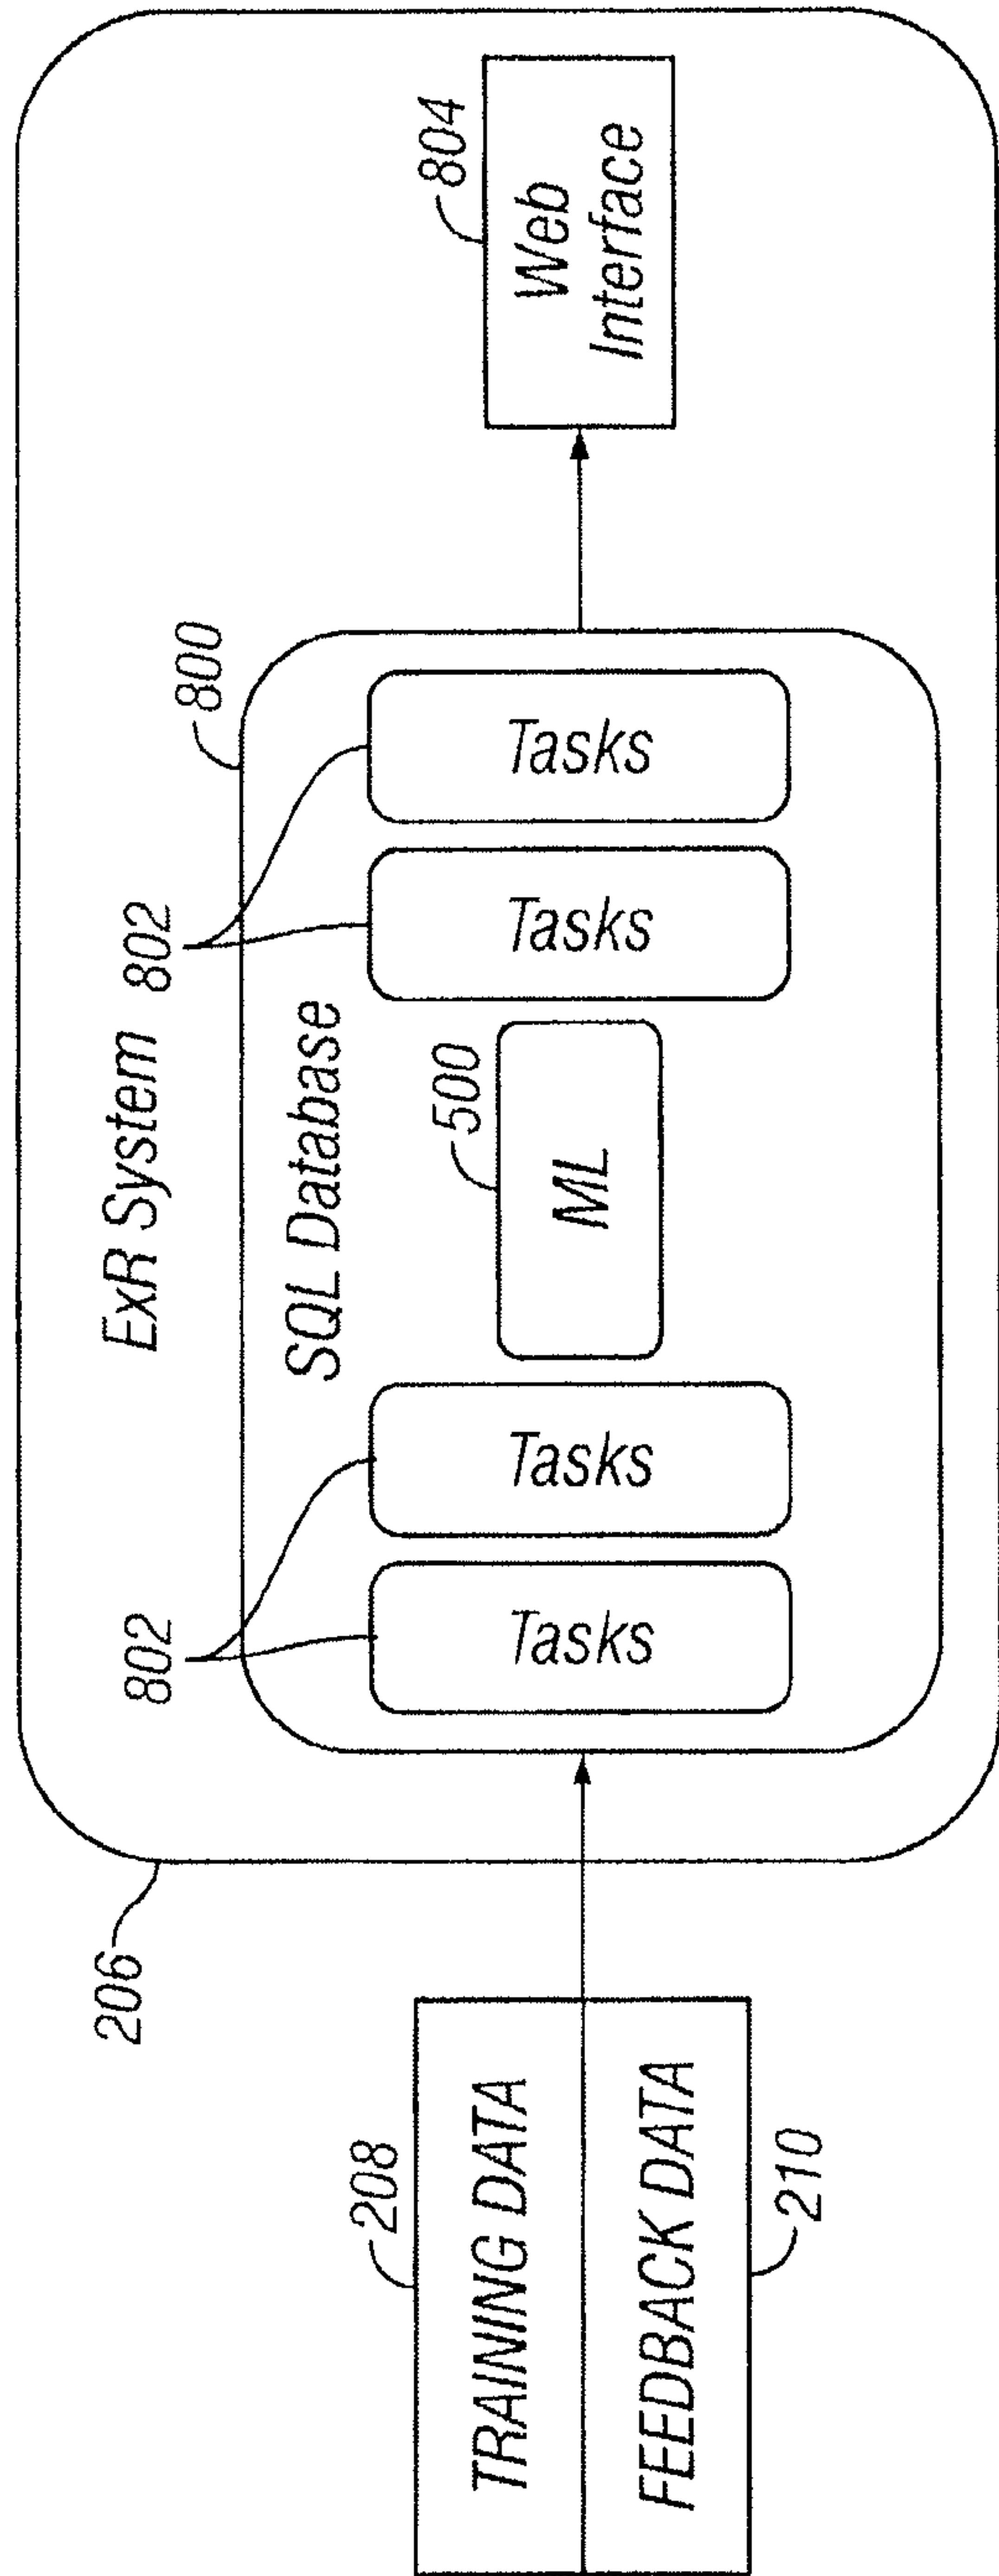 ExR System
206
208
TRAINING DATA
FEEDBACK DATA
210
800
SQL Database
802
Tasks
Tasks
500
ML
802
Tasks
Tasks
804
Web
Interface